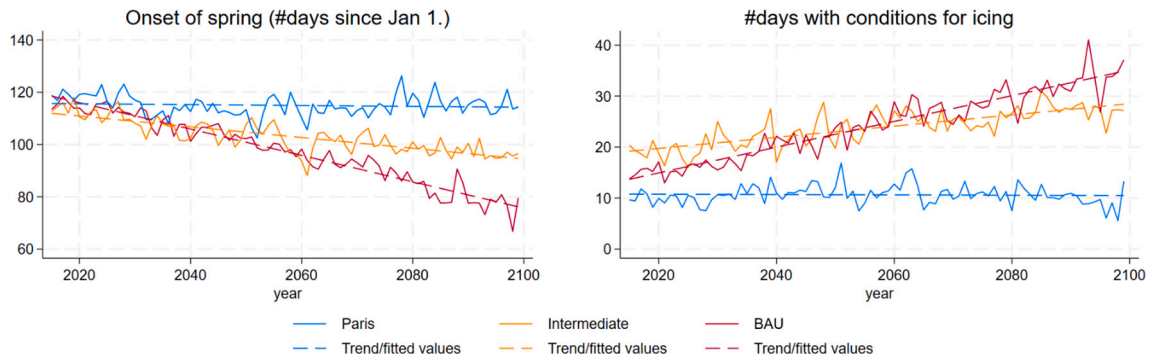 Onset of spring (#days since Jan 1.)
140
120
100
80
60
2020 2040 2060 2080 2100
year
#days with conditions for icing
40
30
20
10
0
2020 2040 2060 2080 2100
year
Paris Intermediate BAU
Trend/fitted values Trend/fitted values Trend/fitted values